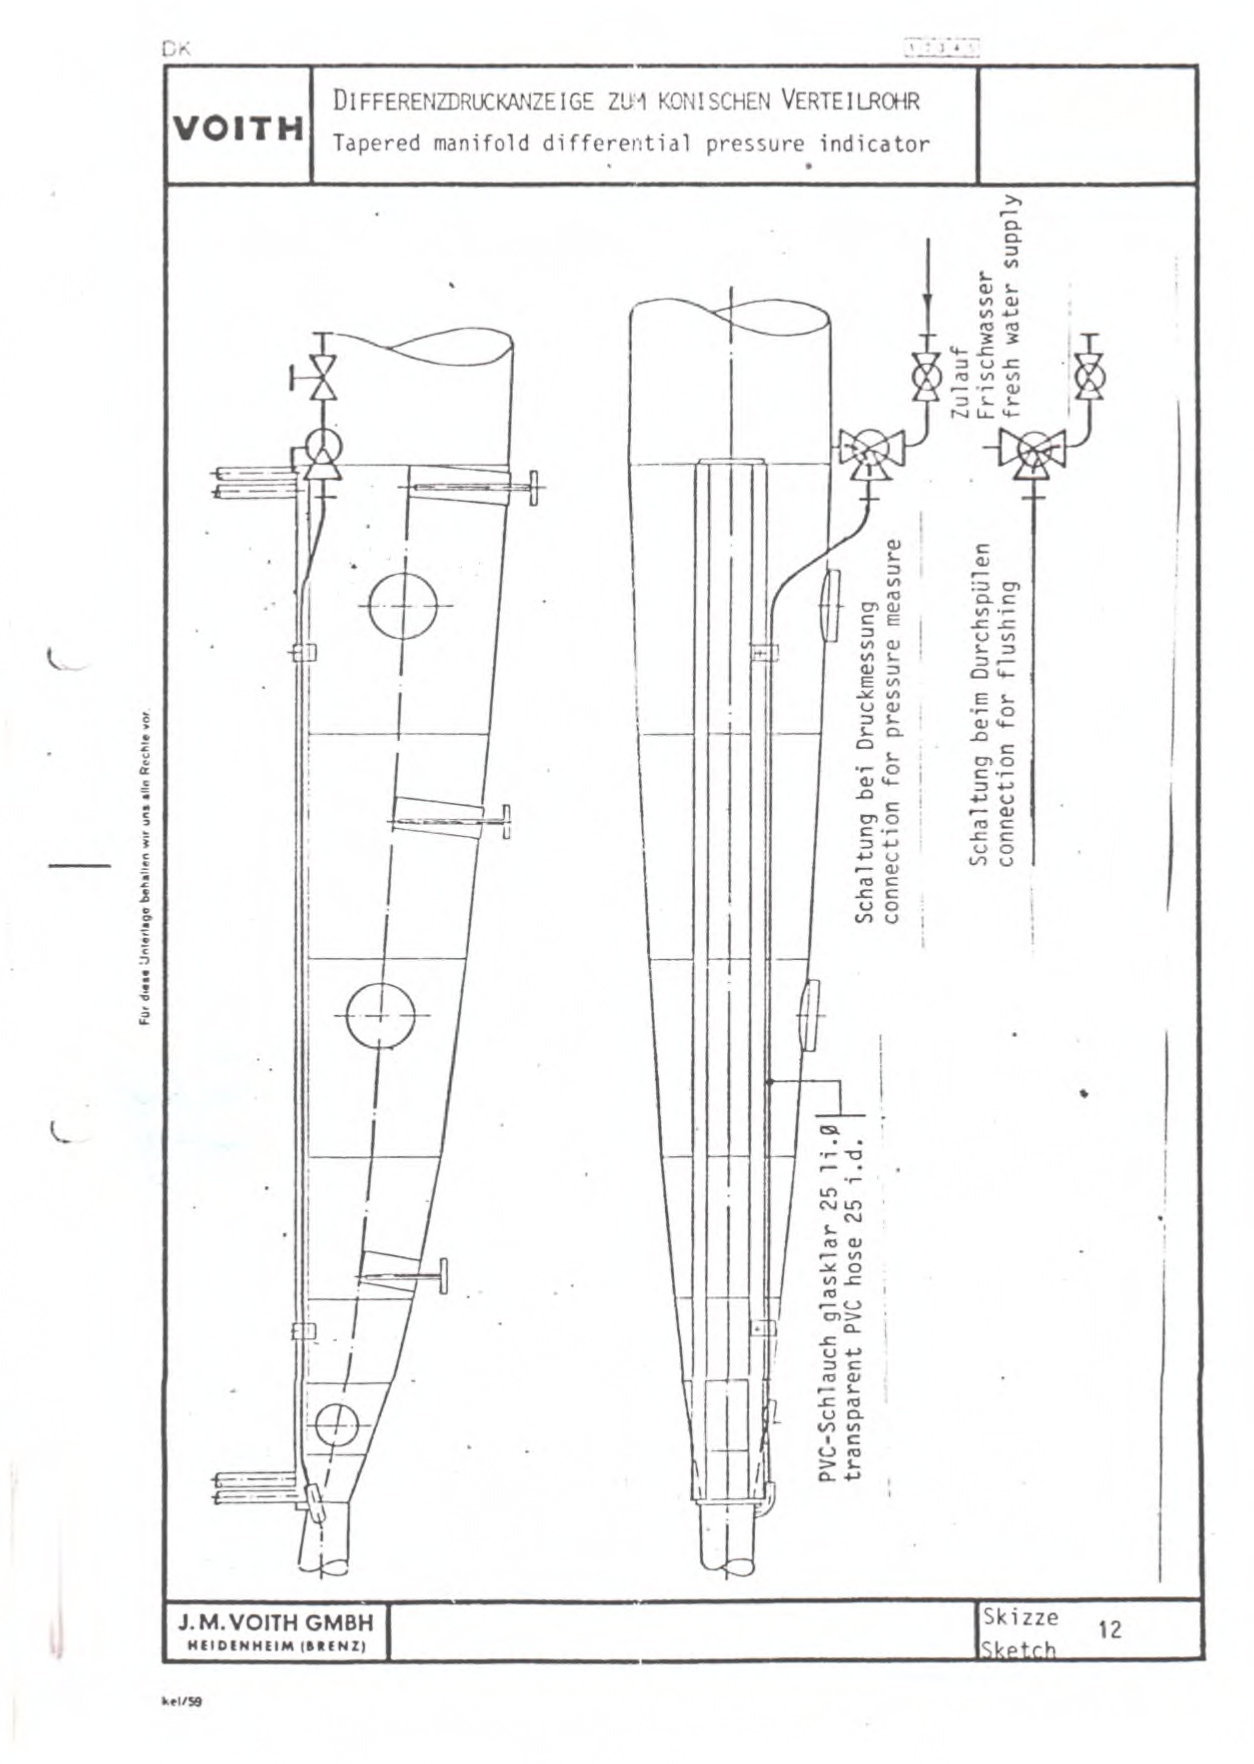 DK
1 2 3 4 5
VOITH
DIFFERENZDRUCKANZEIGE ZUM KONISCHEN VERTEILROHR
Tapered manifold differential pressure indicator
Zulauf
Frischwasser
fresh water supply
Schaltung bei Druckmessung
connection for pressure measure
Schaltung beim Durchspülen
connection for flushing
PVC-Schlauch glasklar 25 li.Ø
transparent PVC hose 25 i.d.
Für diese Unterlage behalten wir uns alle Rechte vor.
J.M.VOITH GMBH
HEIDENHEIM (BRENZ)
Skizze 12
Sketch
kel/59